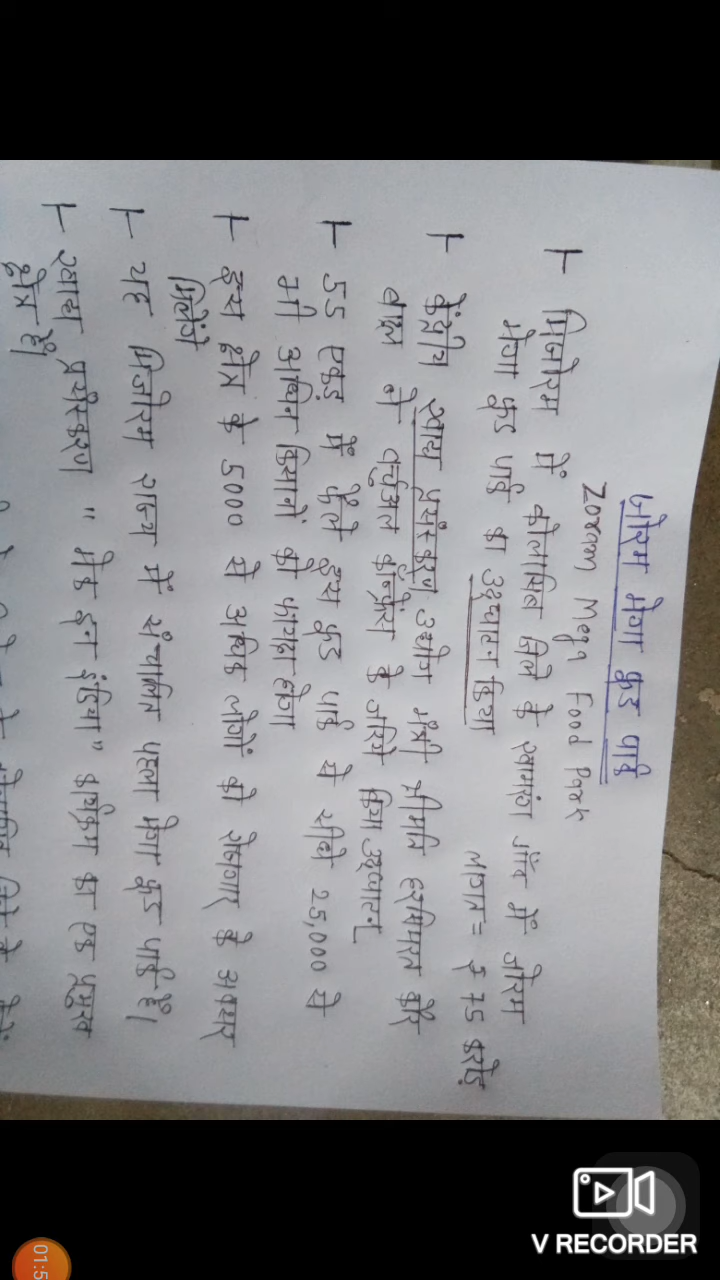 जोरम मेगा फूड पार्क
Zoram Mega Food Park
मिजोरम में कोलासिब जिले के खामरंग गाँव में जोरम
मेगा फूड पार्क का उद्घाटन किया
लागत = ₹ 75 करोड़
केंद्रीय खाद्य प्रसंस्करण उद्योग मंत्री श्रीमति हरसिमरत कौर
बादल ने वर्चुअल कॉन्फ्रेंस के जरिये किया उद्घाटन
55 एकड़ में फैले इस फूड पार्क से सीधे 25,000 से
भी अधिक किसानों को फायदा होगा
इस क्षेत्र के 5000 से अधिक लोगों को रोजगार के अवसर
मिलेंगे
यह मिजोरम राज्य में संचालित पहला मेगा फूड पार्क है।
खाद्य प्रसंस्करण " मेक इन इंडिया" कार्यक्रम का एक प्रमुख
क्षेत्र है।
V RECORDER
01:5